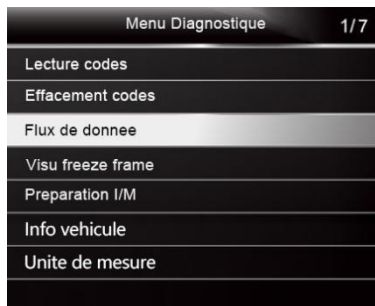 Menu Diagnostique 1/7
Lecture codes
Effacement codes
Flux de donnee
Visu freeze frame
Preparation I/M
Info vehicule
Unite de mesure